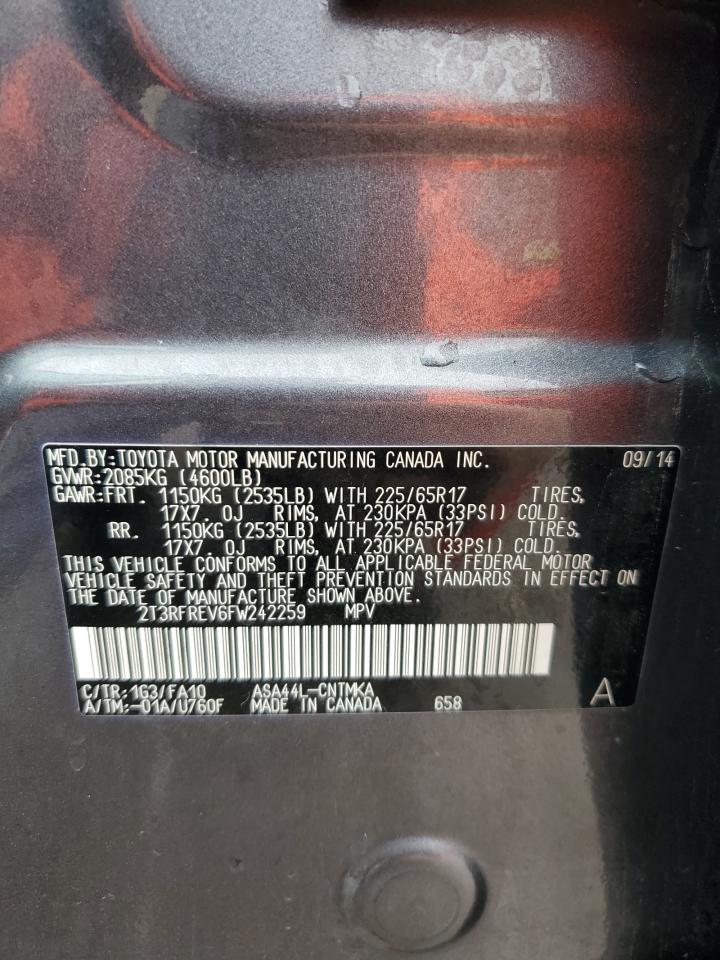 MFD.BY:TOYOTA MOTOR MANUFACTURING CANADA INC. 09/14
GVWR:2085KG (4600LB)
GAWR:FRT. 1150KG (2535LB) WITH 225/65R17 TIRES,
17X7.0J RIMS, AT 230KPA (33PSI) COLD.
RR. 1150KG (2535LB) WITH 225/65R17 TIRES,
17X7.0J RIMS, AT 230KPA (33PSI) COLD.
THIS VEHICLE CONFORMS TO ALL APPLICABLE FEDERAL MOTOR
VEHICLE SAFETY AND THEFT PREVENTION STANDARDS IN EFFECT ON
THE DATE OF MANUFACTURE SHOWN ABOVE.
2T3RFREV6FW242259 MPV
C/TR:1G3/FA10 ASA44L-CNTMKA
A/TM:-01A/U760F MADE IN CANADA 658 A